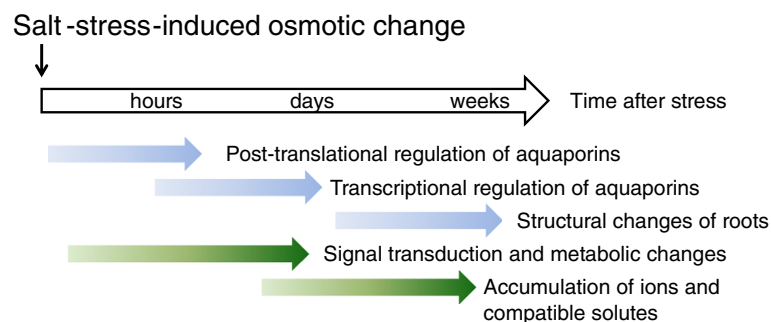 Salt-stress-induced osmotic change
hours days weeks Time after stress
Post-translational regulation of aquaporins
Transcriptional regulation of aquaporins
Structural changes of roots
Signal transduction and metabolic changes
Accumulation of ions and
compatible solutes